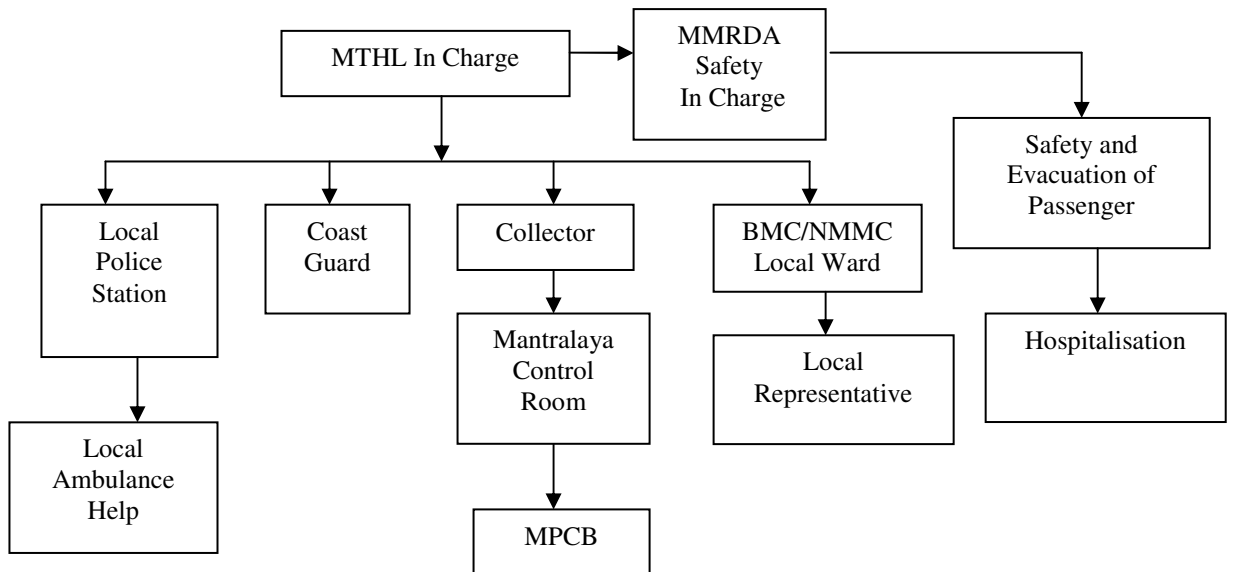 MTHL In Charge
MMRDA
Safety
In Charge
Safety and
Evacuation of
Passenger
Local
Police
Station
Coast
Guard
Collector
BMC/NMMC
Local Ward
Mantralaya
Control
Room
Local
Representative
Hospitalisation
Local
Ambulance
Help
MPCB